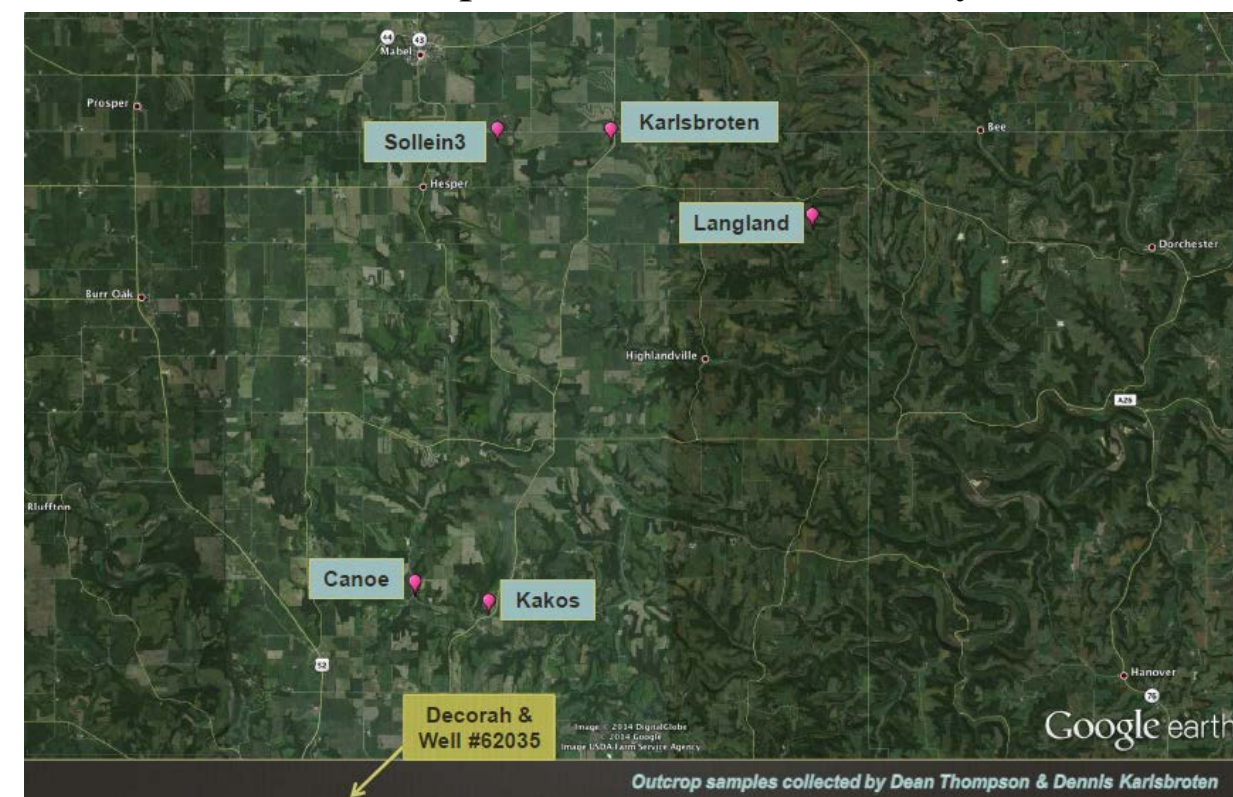 44
43
Mabel
Prosper
Karlsbroten
Sollein3
Bee
Hesper
Langland
Dorchester
Burr Oak
Highlandville
A26
Bluffton
Canoe
Kakos
52
Hanover
76
Decorah &
Well #62035
Image © 2014 DigitalGlobe
© 2014 Google
Image USDA Farm Service Agency
Google earth
Outcrop samples collected by Dean Thompson & Dennis Karlsbroten